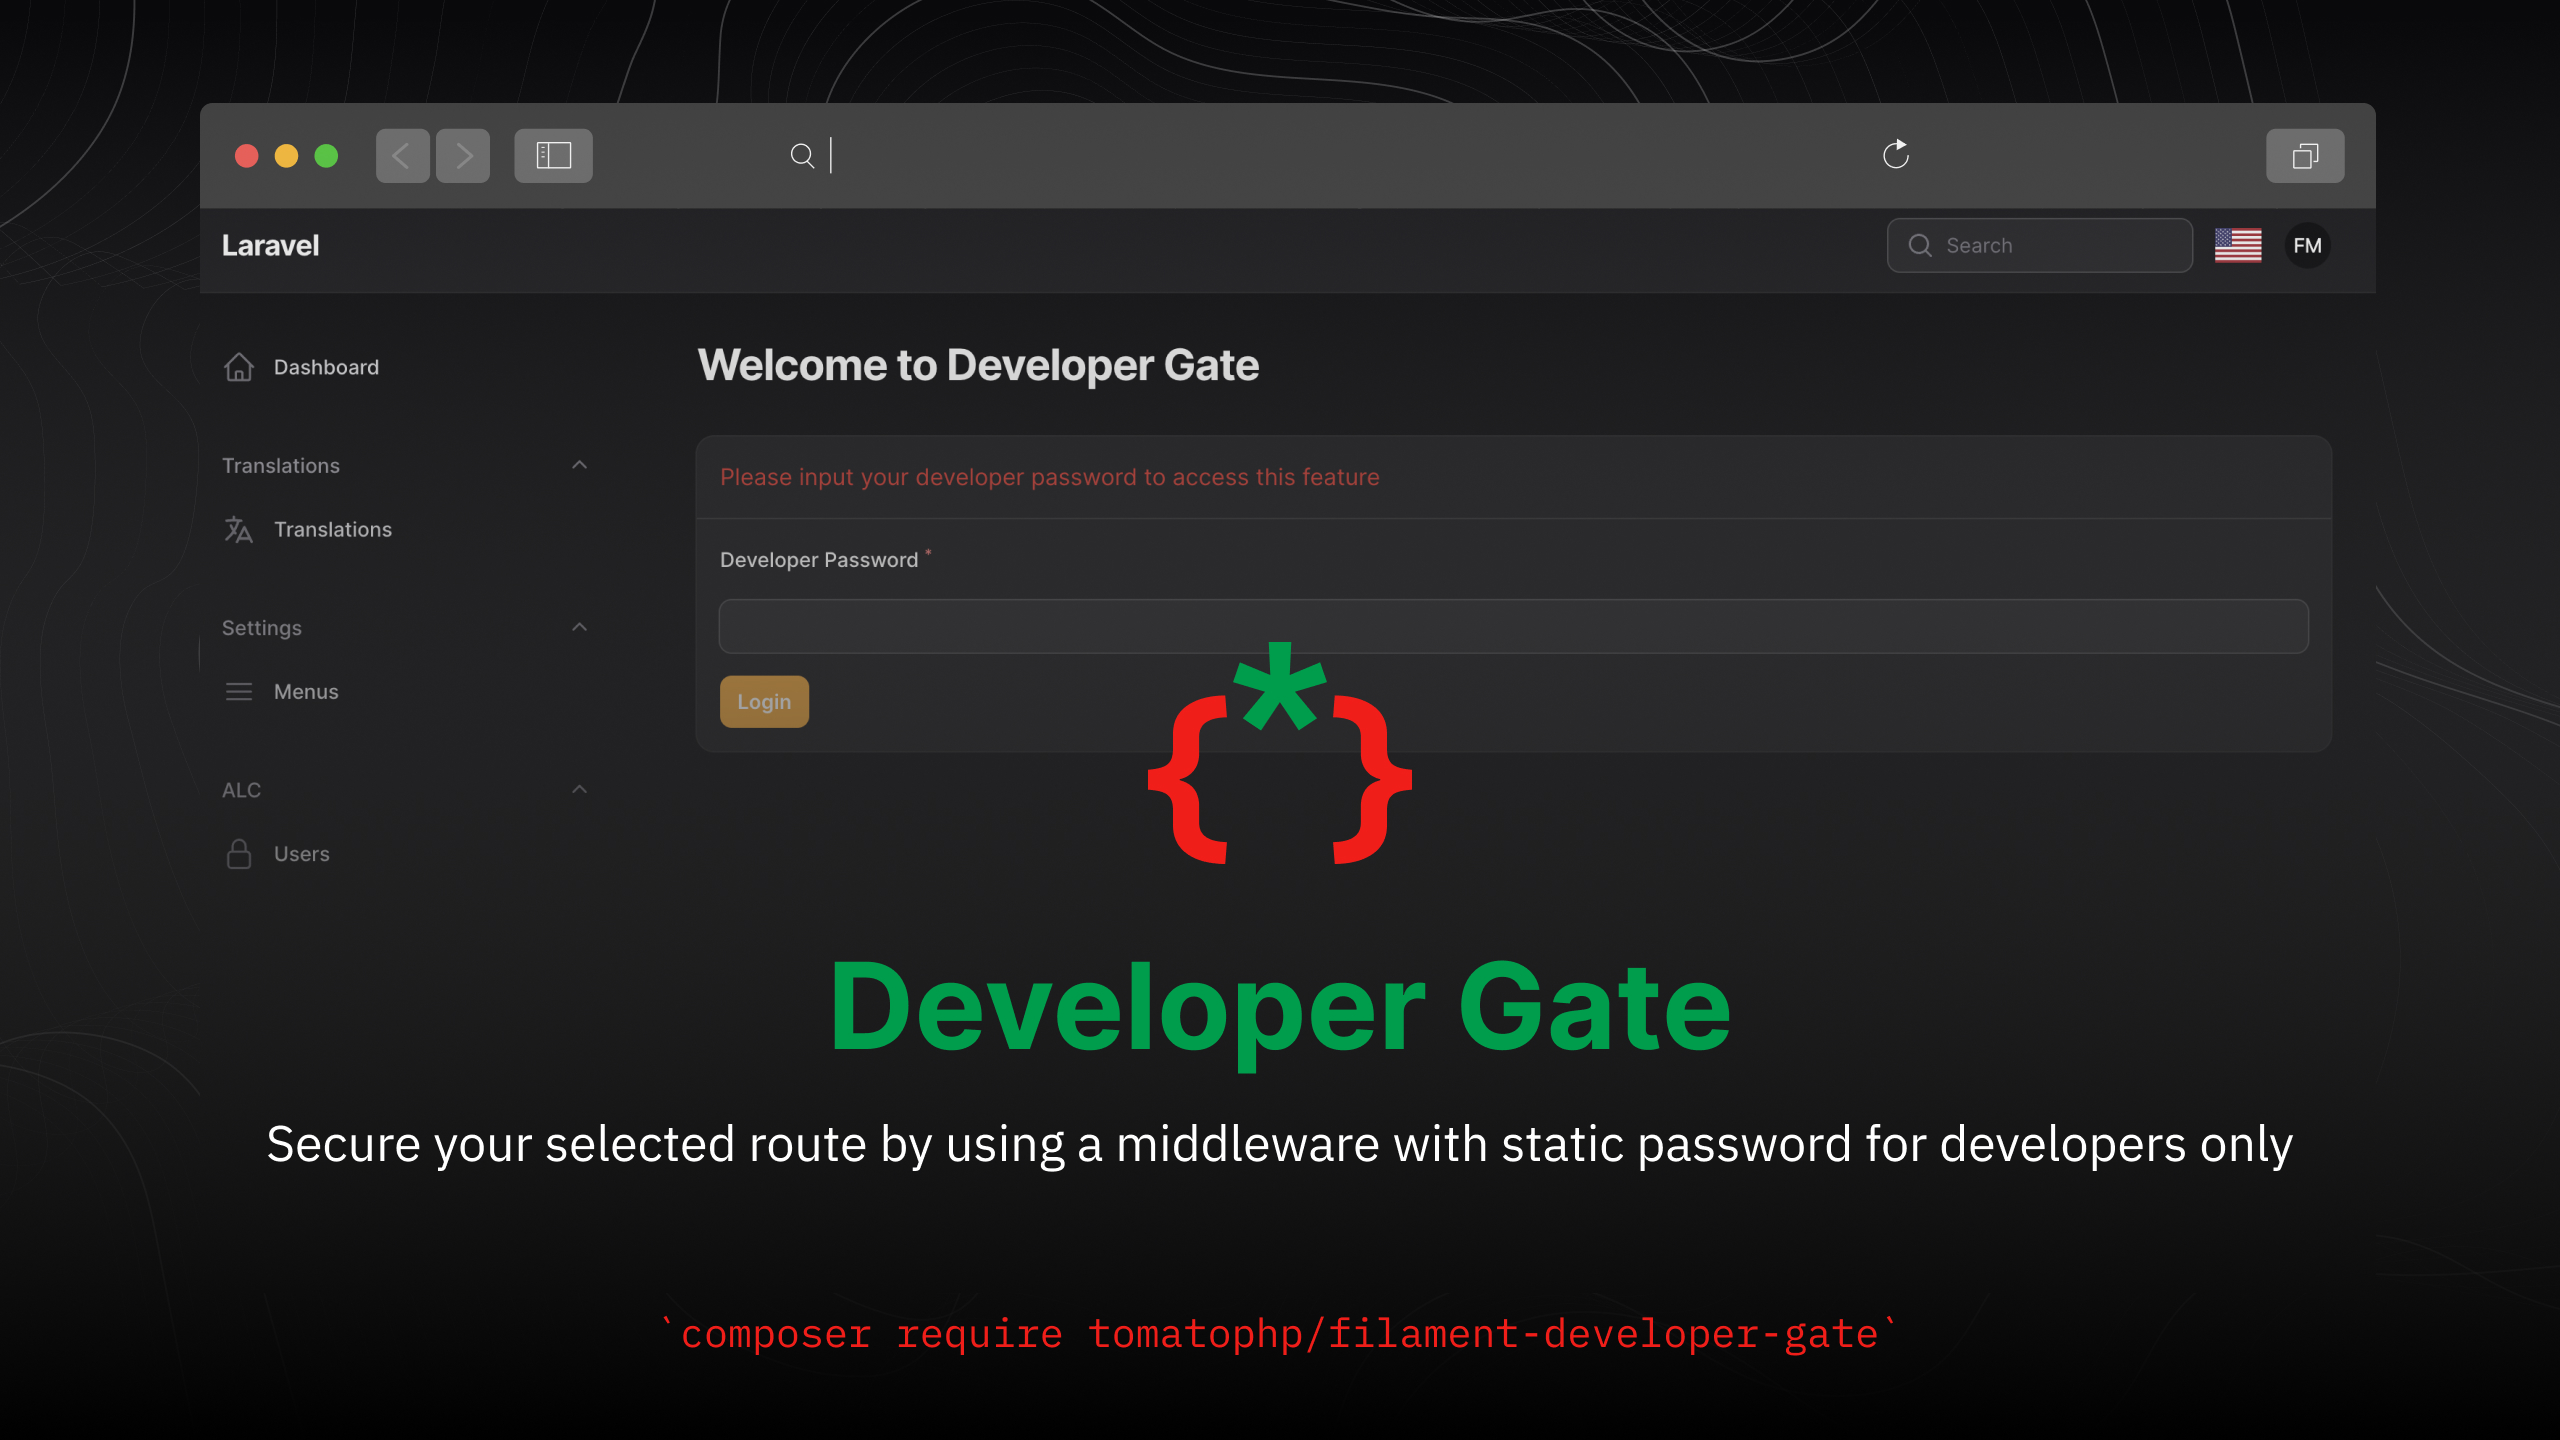 Laravel
Search
FM
Dashboard
Translations
Translations
Settings
Menus
ALC
Users
Welcome to Developer Gate
Please input your developer password to access this feature
Developer Password *
Login
{*}
Developer Gate
Secure your selected route by using a middleware with static password for developers only
`composer require tomatophp/filament-developer-gate`